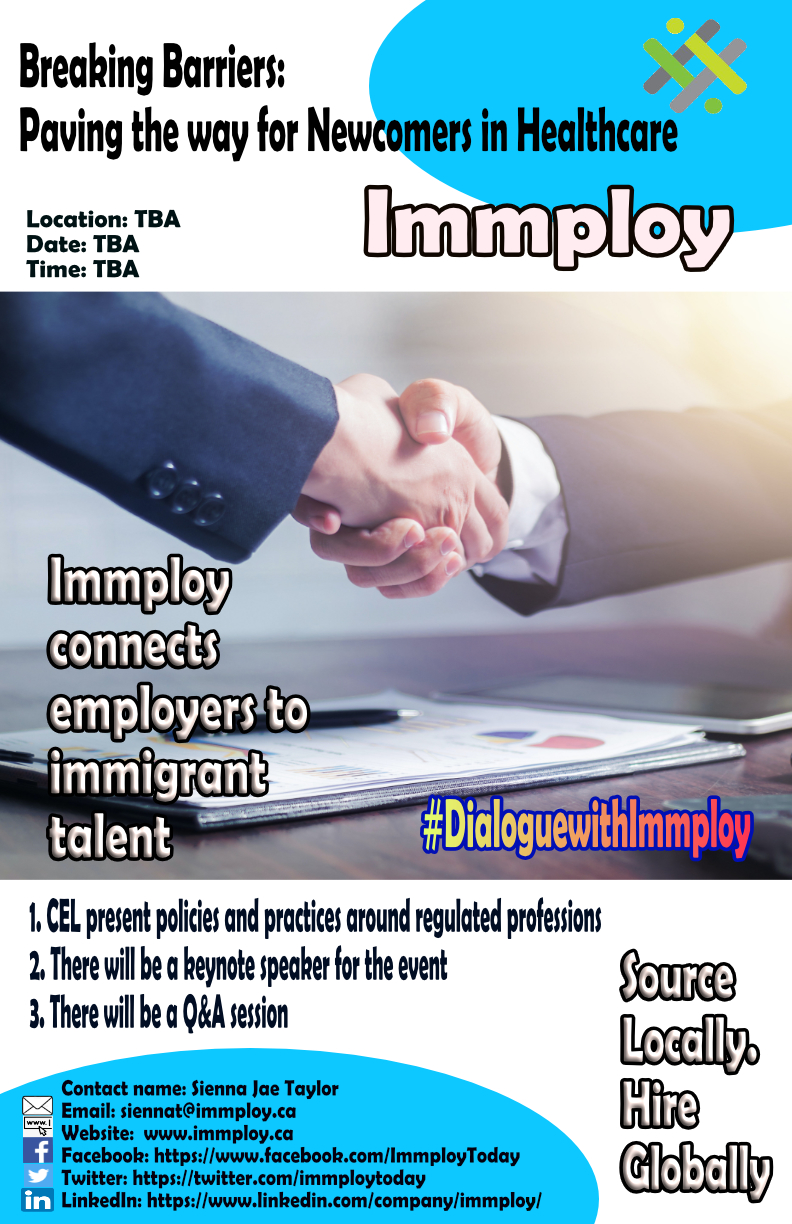 Breaking Barriers:
Paving the way for Newcomers in Healthcare
Immploy
Location: TBA
Date: TBA
Time: TBA
Immploy
connects
employers to
immigrant
talent
#DialoguewithImmploy
1. CEL present policies and practices around regulated professions
2. There will be a keynote speaker for the event
3. There will be a Q&A session
Source
Locally.
Hire
Globally
Contact name: Sienna Jae Taylor
Email: siennat@immploy.ca
www.
Website: www.immploy.ca
Facebook: https://www.facebook.com/ImmployToday
Twitter: https://twitter.com/immploytoday
in LinkedIn: https://www.linkedin.com/company/immploy/